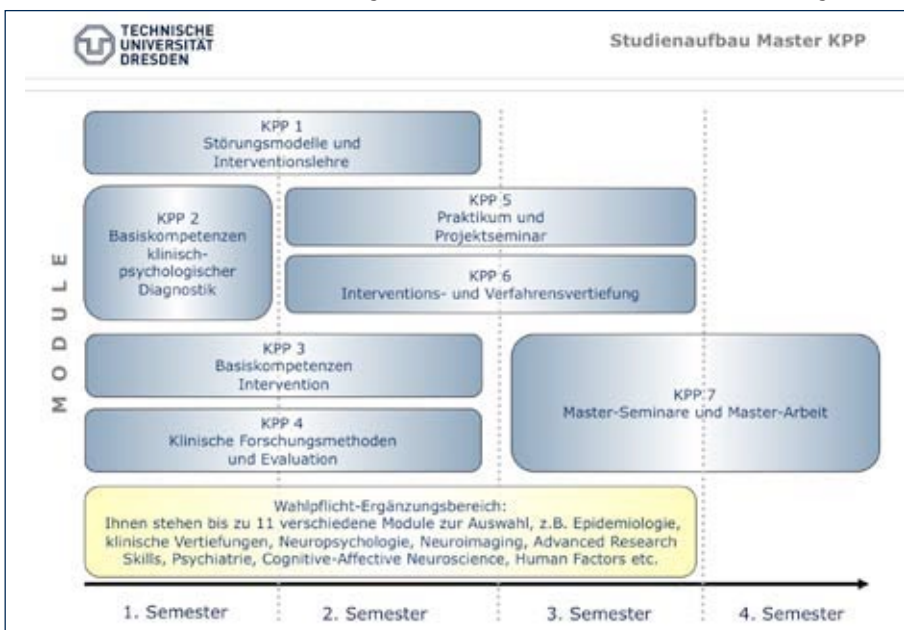 TECHNISCHE
UNIVERSITÄT
DRESDEN
Studienaufbau Master KPP
MODULE
KPP 1
Störungsmodelle und
Interventionslehre
KPP 2
Basiskompetenzen
klinisch-
psychologischer
Diagnostik
KPP 5
Praktikum und
Projektseminar
KPP 6
Interventions- und Verfahrensvertiefung
KPP 3
Basiskompetenzen
Intervention
KPP 4
Klinische Forschungsmethoden
und Evaluation
KPP 7
Master-Seminare und Master-Arbeit
Wahlpflicht-Ergänzungsbereich:
Ihnen stehen bis zu 11 verschiedene Module zur Auswahl, z.B. Epidemiologie,
klinische Vertiefungen, Neuropsychologie, Neuroimaging, Advanced Research
Skills, Psychiatrie, Cognitive-Affective Neuroscience, Human Factors etc.
1. Semester
2. Semester
3. Semester
4. Semester